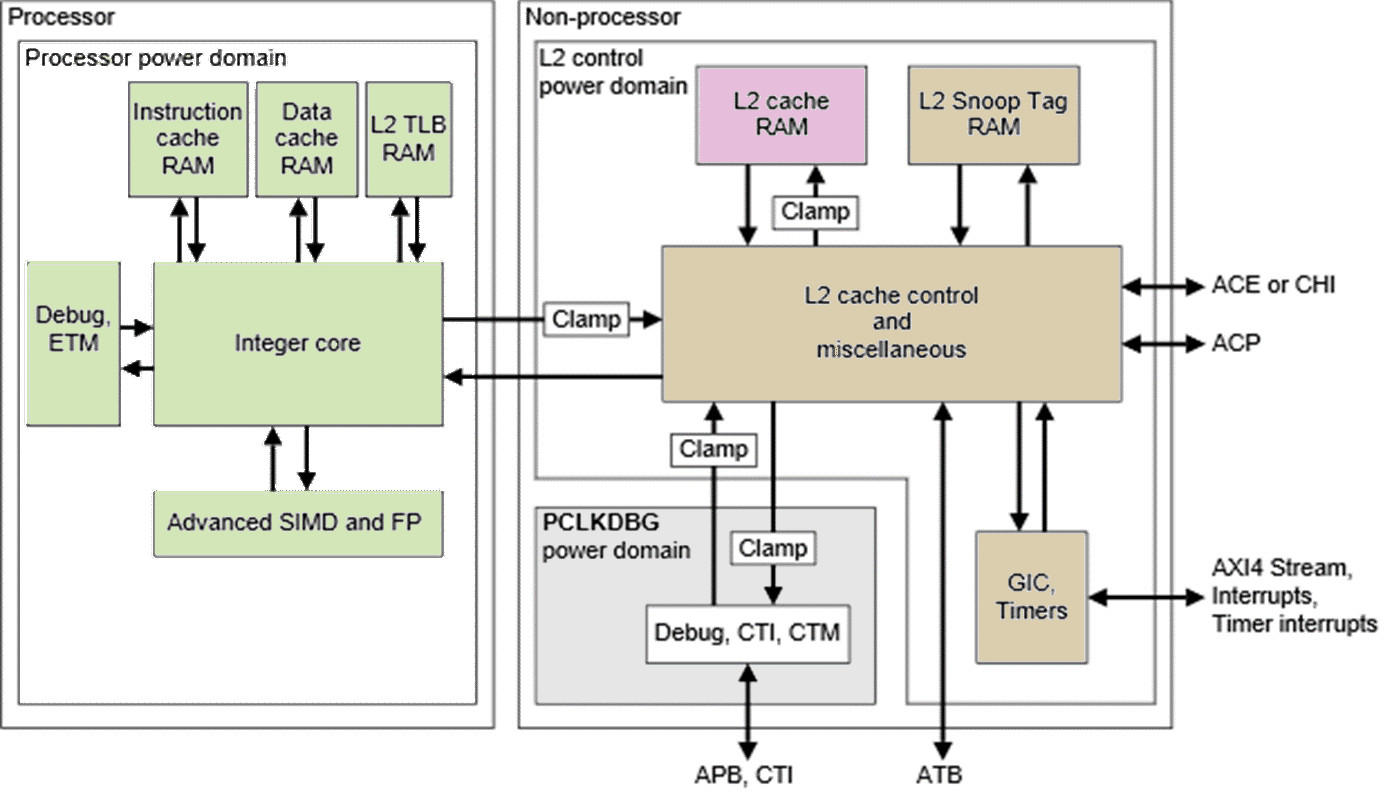 Processor
Processor power domain
Instruction
cache
RAM
Data
cache
RAM
L2 TLB
RAM
Debug,
ETM
Integer core
Advanced SIMD and FP
Non-processor
L2 control
power domain
L2 cache
RAM
L2 Snoop Tag
RAM
Clamp
Clamp
L2 cache control
and
miscellaneous
ACE or CHI
ACP
Clamp
PCLKDBG
power domain
Clamp
Debug, CTI, CTM
GIC,
Timers
AXI4 Stream,
Interrupts,
Timer interrupts
APB, CTI
ATB